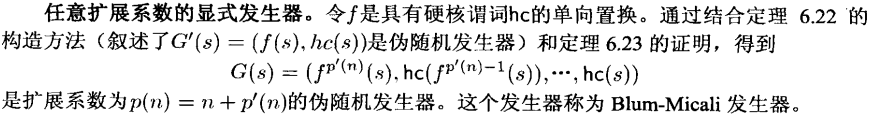 任意扩展系数的显式发生器。令f是具有硬核谓词hc的单向置换。通过结合定理 6.22 的
构造方法（叙述了G′(s) = (f(s), hc(s))是伪随机发生器）和定理 6.23 的证明，得到
G(s) = (f^{p′(n)}(s), hc(f^{p′(n)−1}(s)),⋯, hc(s))
是扩展系数为p(n) = n + p′(n)的伪随机发生器。这个发生器称为 Blum-Micali 发生器。